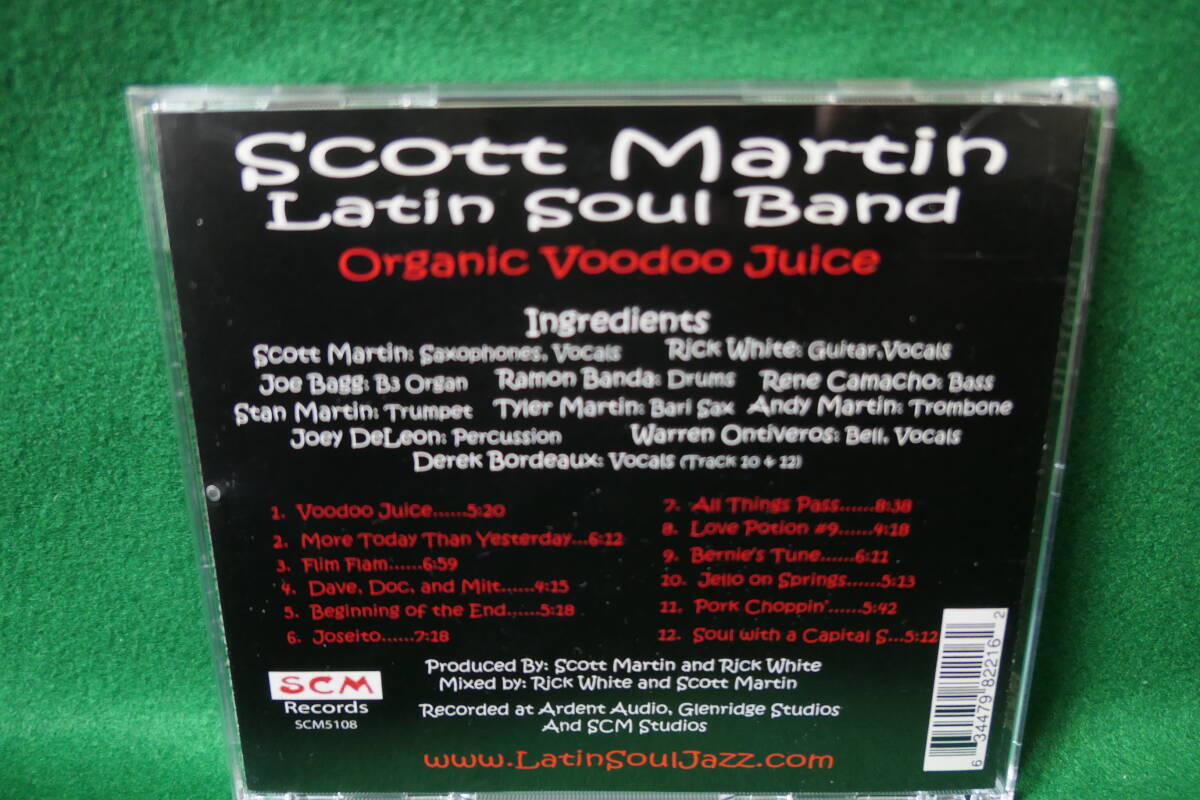 Scott Martin
Latin Soul Band
Organic Voodoo Juice
Ingredients
Scott Martin: Saxophones, Vocals Rick White: Guitar, Vocals
Joe Bagg: B3 Organ Ramon Banda: Drums Rene Camacho: Bass
Stan Martin: Trumpet Tyler Martin: Bari Sax Andy Martin: Trombone
Joey DeLeon: Percussion Warren Ontiveros: Bell, Vocals
Derek Bordeaux: Vocals (Track 10 + 12)
1. Voodoo Juice......5:20
2. More Today Than Yesterday...6:12
3. Flim Flam......6:59
4. Dave, Doc, and Milt......4:15
5. Beginning of the End......5:18
6. Joseito......7:18
7. All Things Pass......8:38
8. Love Potion #9......4:18
9. Bernie's Tune......6:11
10. Jello on Springs......5:13
11. Pork Choppin'......5:42
12. Soul with a Capital S...5:12
SCM
Records
SCM5108
Produced By: Scott Martin and Rick White
Mixed by: Rick White and Scott Martin
Recorded at Ardent Audio, Glenridge Studios
And SCM Studios
www.LatinSoulJazz.com
6 34479 82216 2